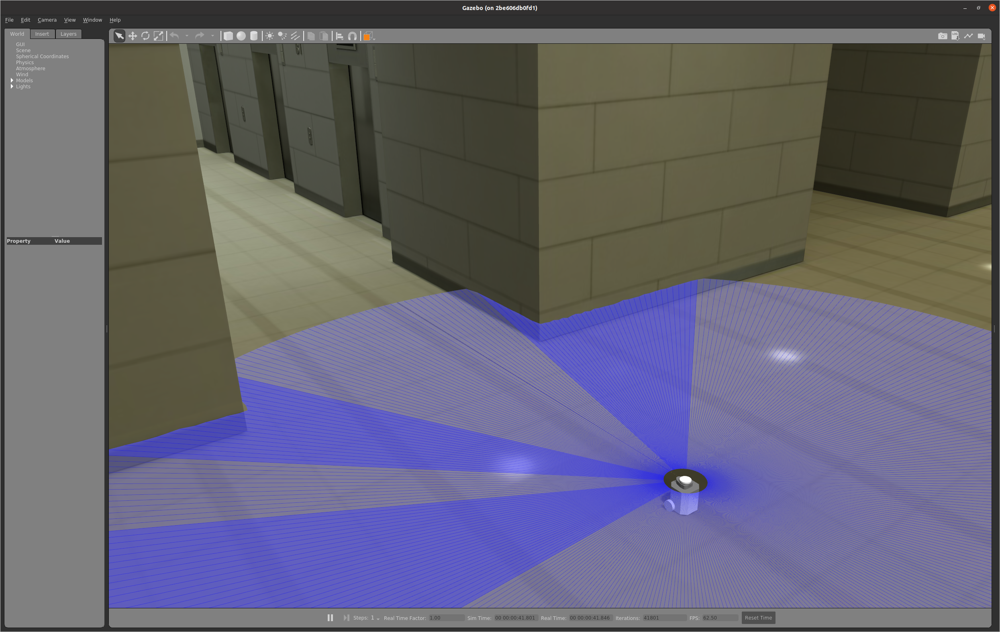 Gazebo (on 2be606db0fd1)
File Edit Camera View Window Help
World Insert Layers
LOG
GUI
Scene
Spherical Coordinates
Physics
Atmosphere
Wind
Models
Lights
Property Value
Steps: 1 Real Time Factor: 1.00 Sim Time: 00 00:00:41.801 Real Time: 00 00:00:41.846 Iterations: 41801 FPS: 62.50 Reset Time